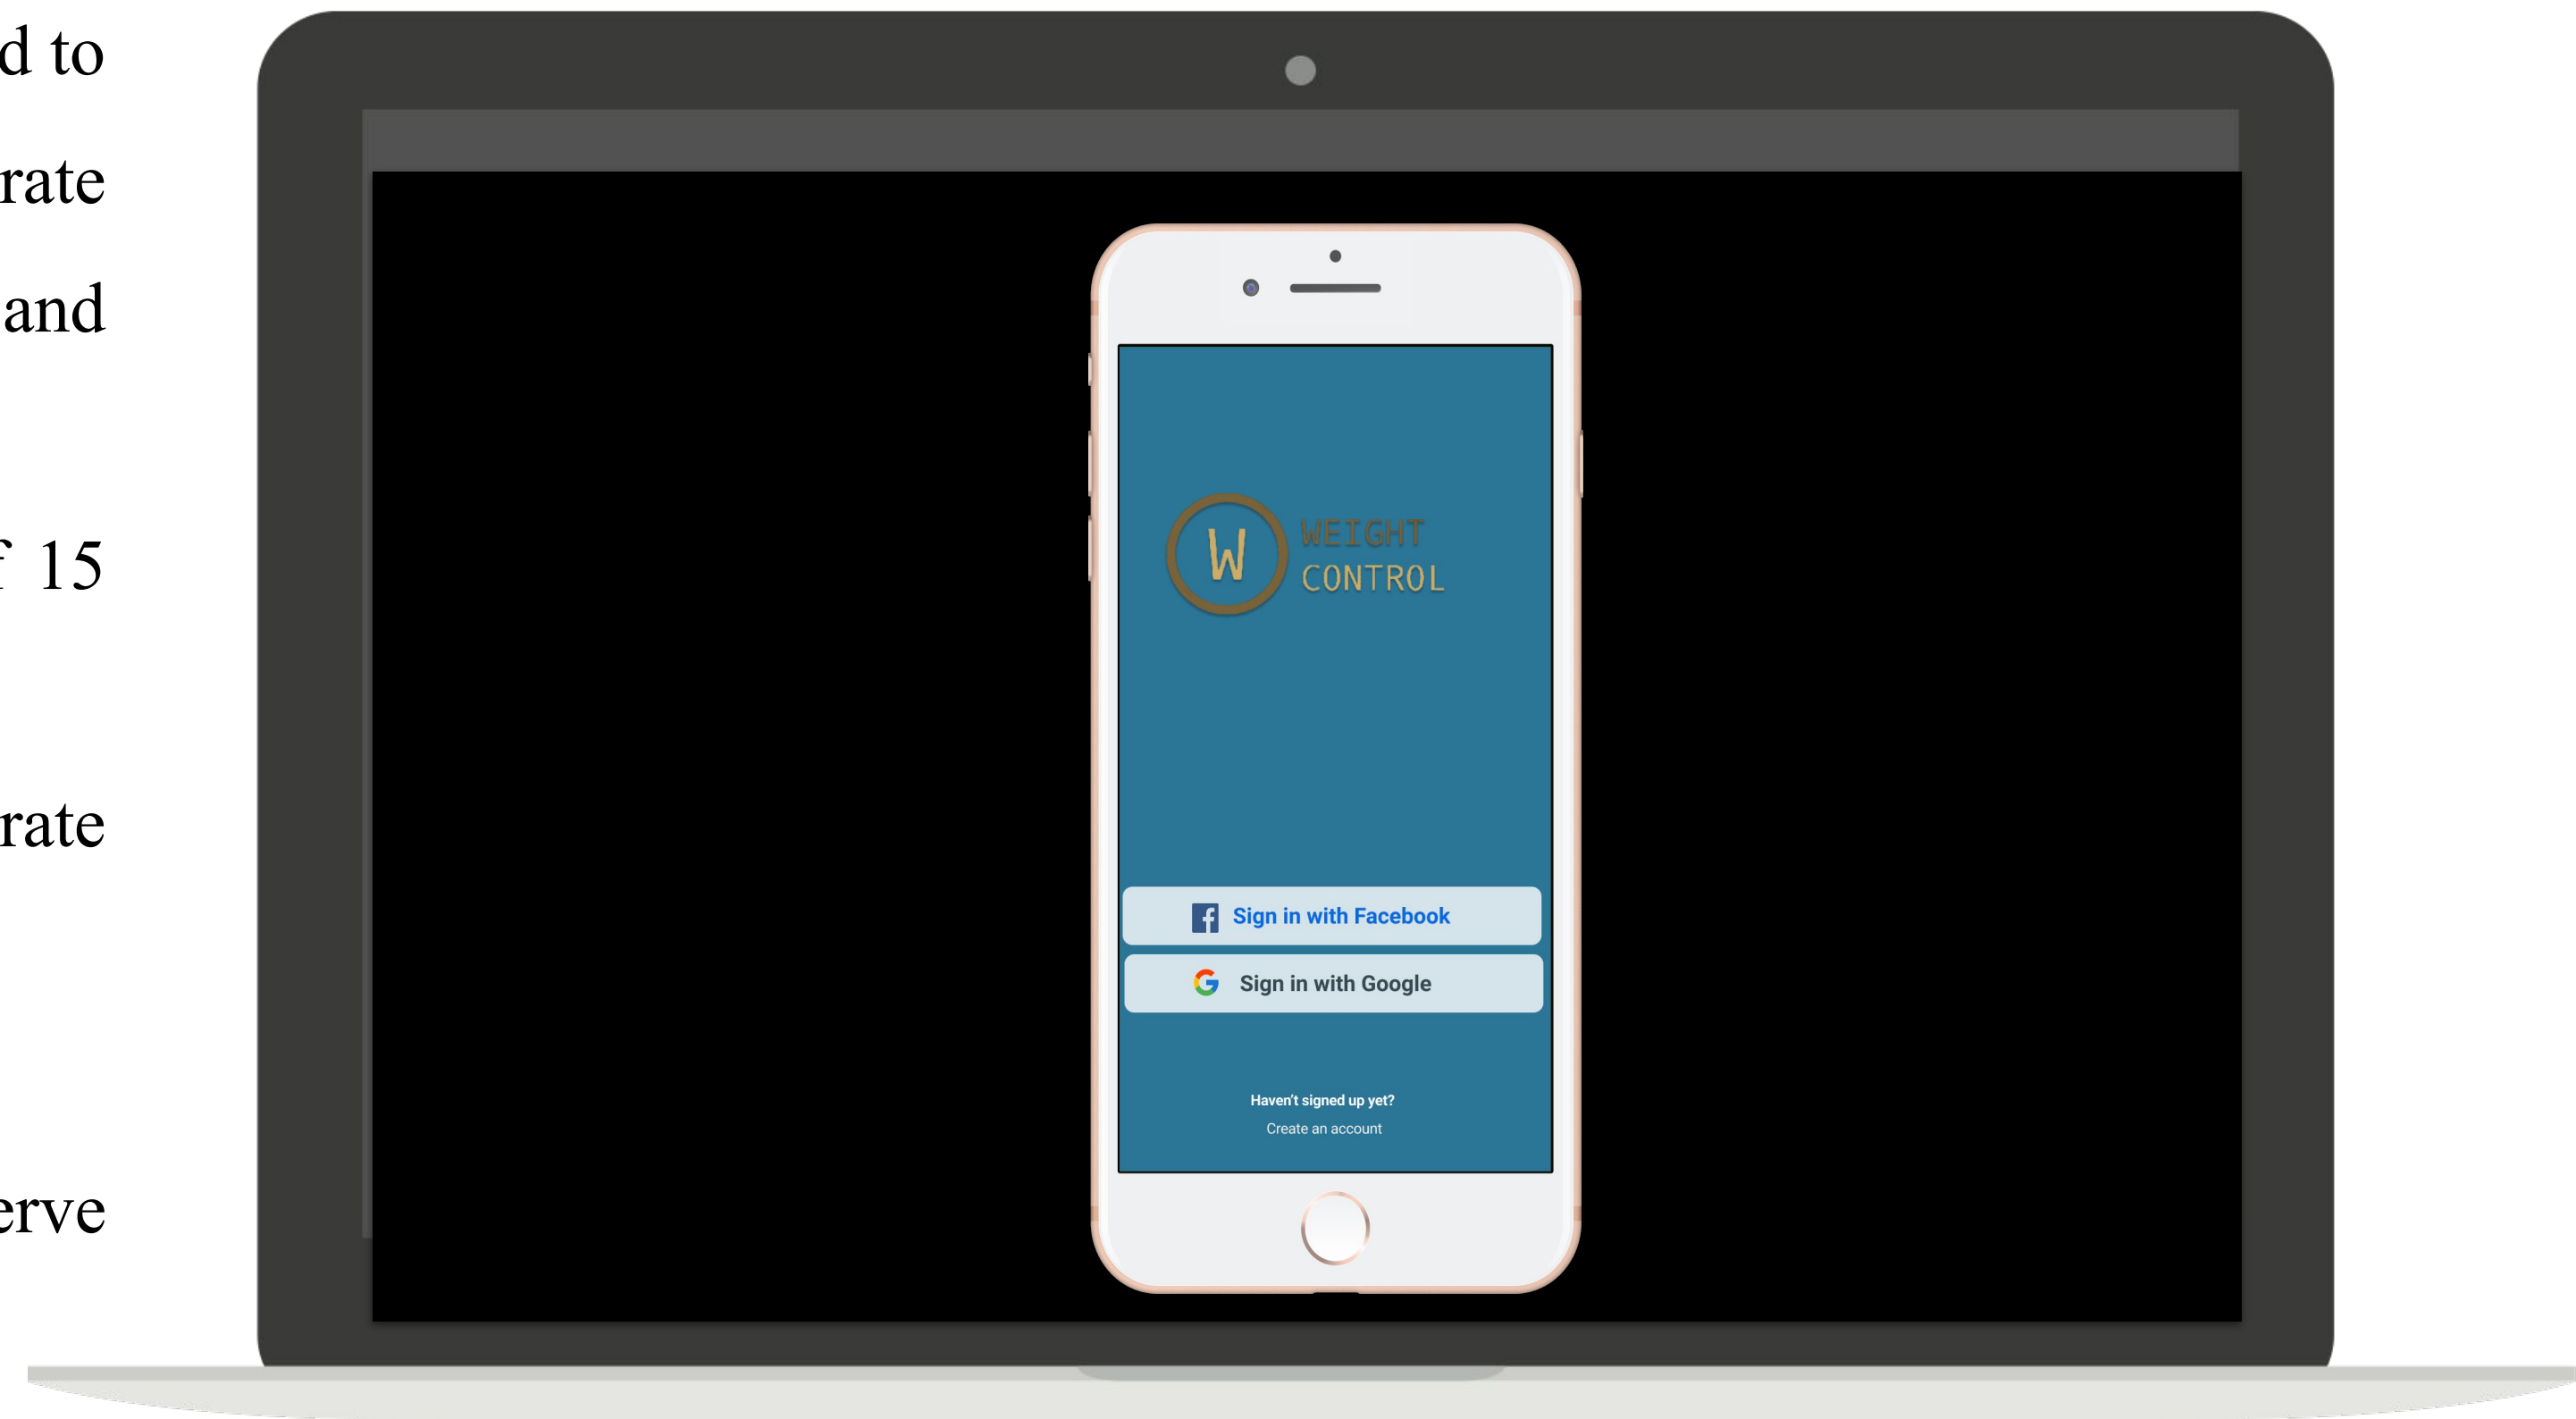 d to
rate
and
f 15
rate
erve
W
WEIGHT
CONTROL
Sign in with Facebook
Sign in with Google
Haven't signed up yet?
Create an account